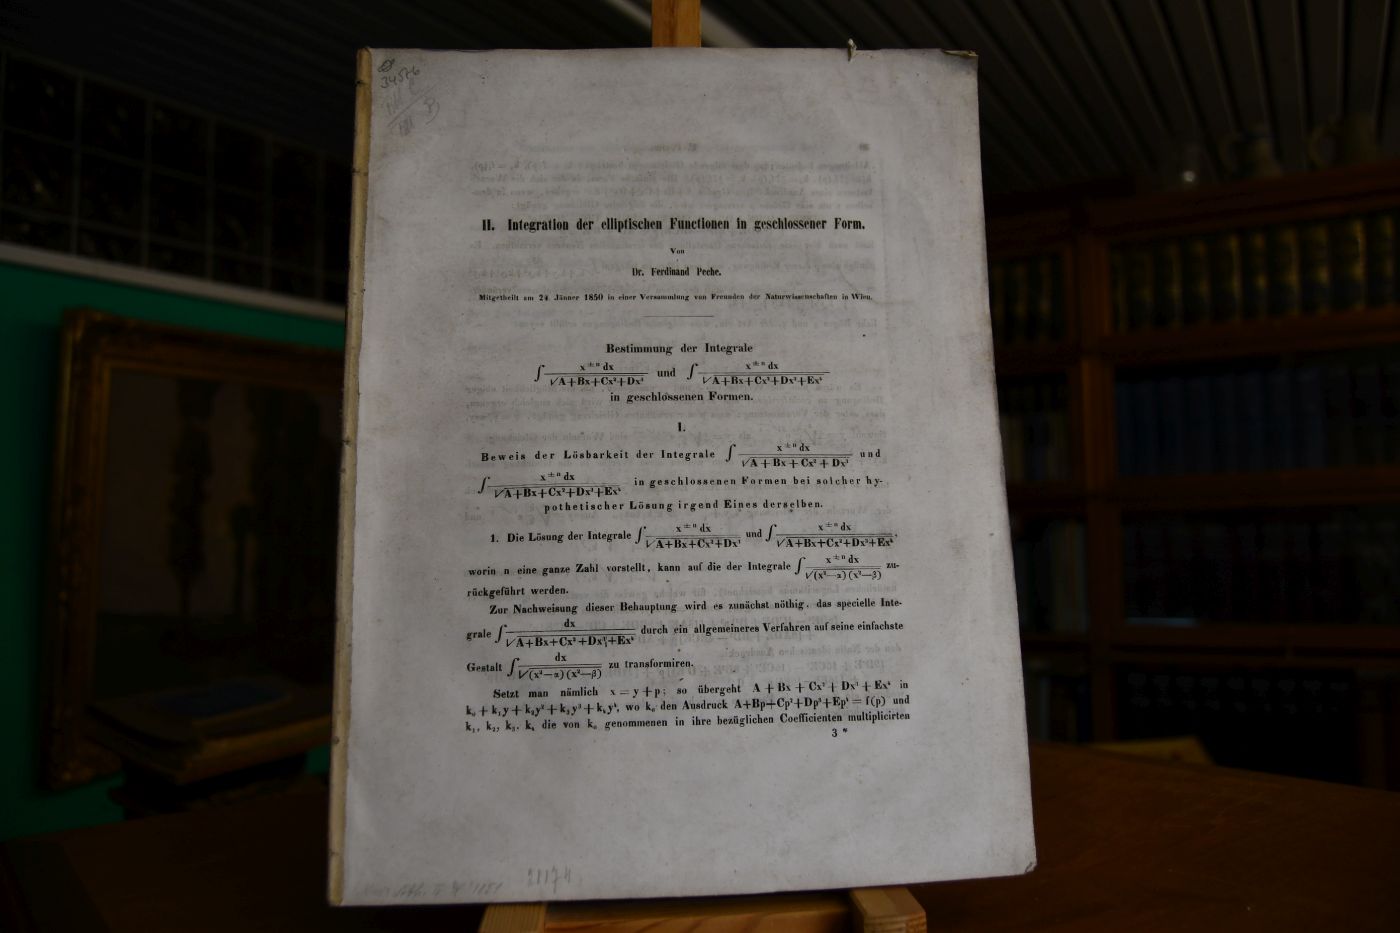 34576
II. Integration der elliptischen Functionen in geschlossener Form.
Von
Dr. Ferdinand Peche.
Mitgetheilt am 24. Jänner 1850 in einer Versammlung von Freunden der Naturwissenschaften in Wien.
Bestimmung der Integrale
∫ x^{±n} dx / √A+Bx+Cx²+Dx³ und ∫ x^{±n} dx / √A+Bx+Cx²+Dx³+Ex⁴
in geschlossenen Formen.
I.
Beweis der Lösbarkeit der Integrale ∫ x^{±n} dx / √A+Bx+Cx²+Dx³ und
∫ x^{±n} dx / √A+Bx+Cx²+Dx³+Ex⁴ in geschlossenen Formen bei solcher hy-
pothetischer Lösung irgend Eines derselben.
1. Die Lösung der Integrale ∫ x^{±n} dx / √A+Bx+Cx²+Dx³ und ∫ x^{±n} dx / √A+Bx+Cx²+Dx³+Ex⁴,
worin n eine ganze Zahl vorstellt, kann auf die der Integrale ∫ x^{±n} dx / √(x²—α)(x²—β) zu-
rückgeführt werden.
Zur Nachweisung dieser Behauptung wird es zunächst nöthig, das specielle Inte-
grale ∫ dx / √A+Bx+Cx²+Dx³+Ex⁴ durch ein allgemeineres Verfahren auf seine einfachste
Gestalt ∫ dx / √(x²—α)(x²—β) zu transformiren.
Setzt man nämlich x = y + p; so übergeht A + Bx + Cx² + Dx³ + Ex⁴ in
k₀ + k₁y + k₂y² + k₃y³ + k₄y⁴, wo k₀ den Ausdruck A+Bp+Cp²+Dp³+Ep⁴ = f(p) und
k₁, k₂, k₃, k₄ die von k₀ genommenen in ihre bezüglichen Coefficienten multiplicirten
3 *
21174